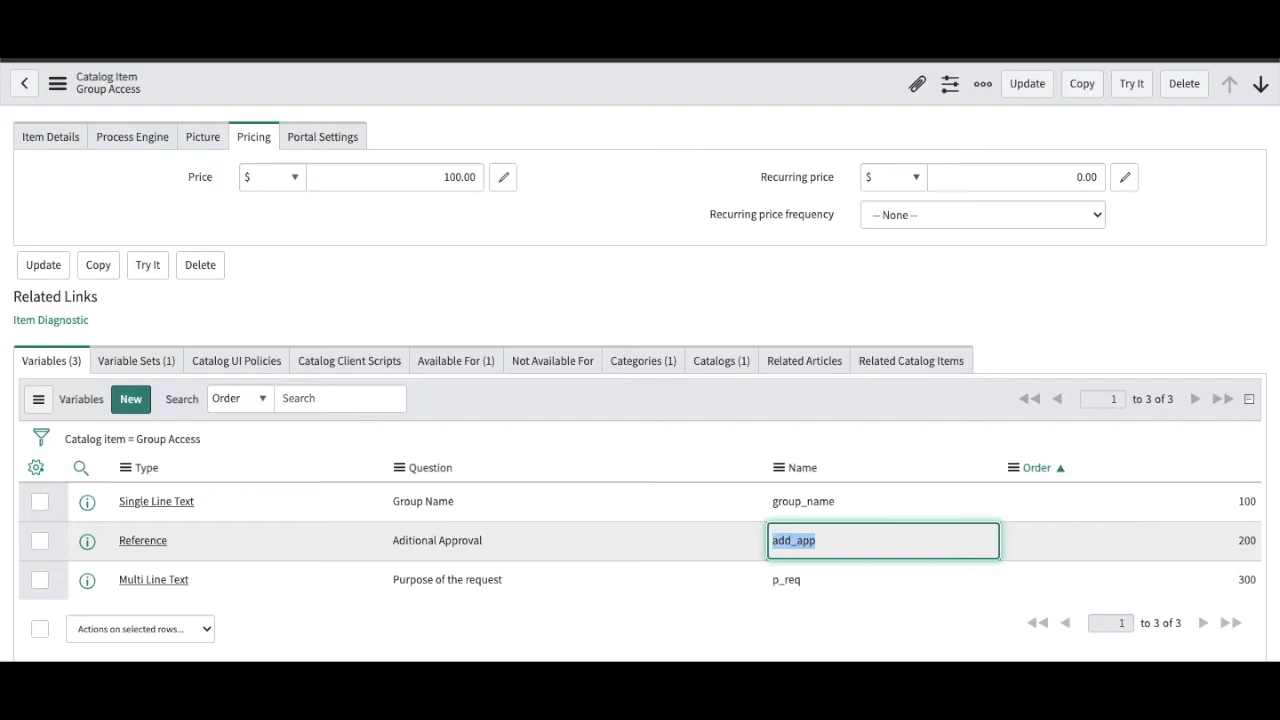 Catalog Item
Group Access
Update Copy Try It Delete
Item Details Process Engine Picture Pricing Portal Settings
Price $ 100.00 Recurring price $ 0.00
Recurring price frequency -- None --
Update Copy Try It Delete
Related Links
Item Diagnostic
Variables (3) Variable Sets (1) Catalog UI Policies Catalog Client Scripts Available For (1) Not Available For Categories (1) Catalogs (1) Related Articles Related Catalog Items
Variables New Search Order Search 1 to 3 of 3
Catalog item = Group Access
Type Question Name Order
Single Line Text Group Name group_name 100
Reference Aditional Approval add_app 200
Multi Line Text Purpose of the request p_req 300
Actions on selected rows... 1 to 3 of 3